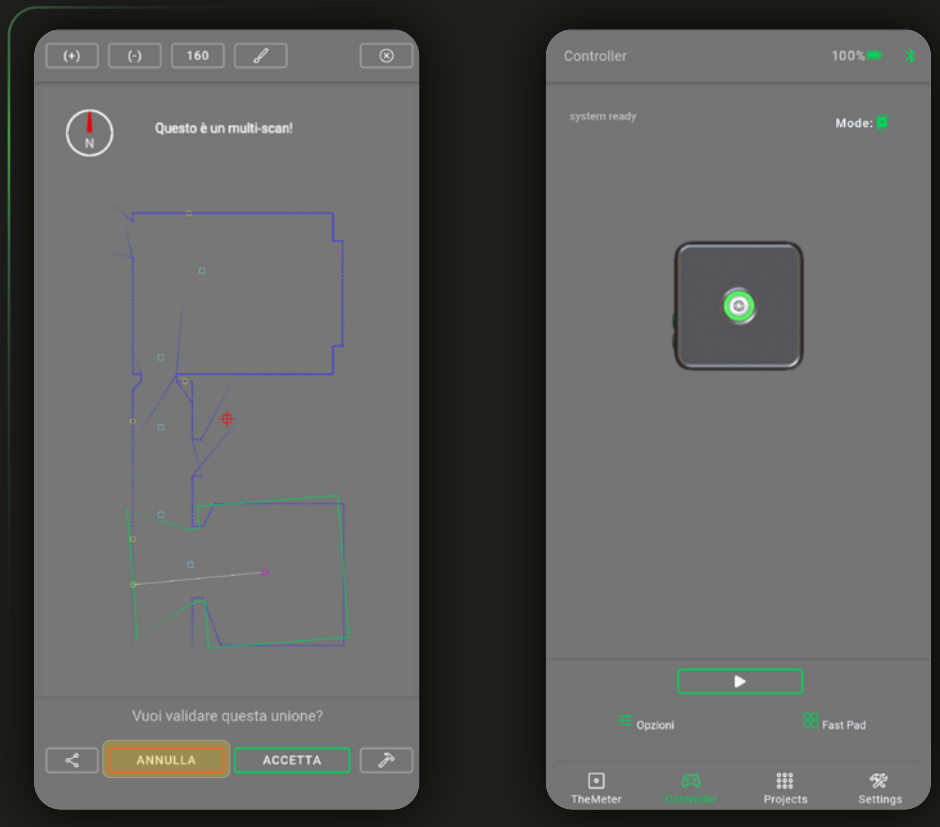 (+) (-) 160
N
Questo è un multi-scan!
Vuoi validare questa unione?
ANNULLA ACCETTA
Controller 100%
system ready
Mode:
Opzioni Fast Pad
TheMeter Controller Projects Settings